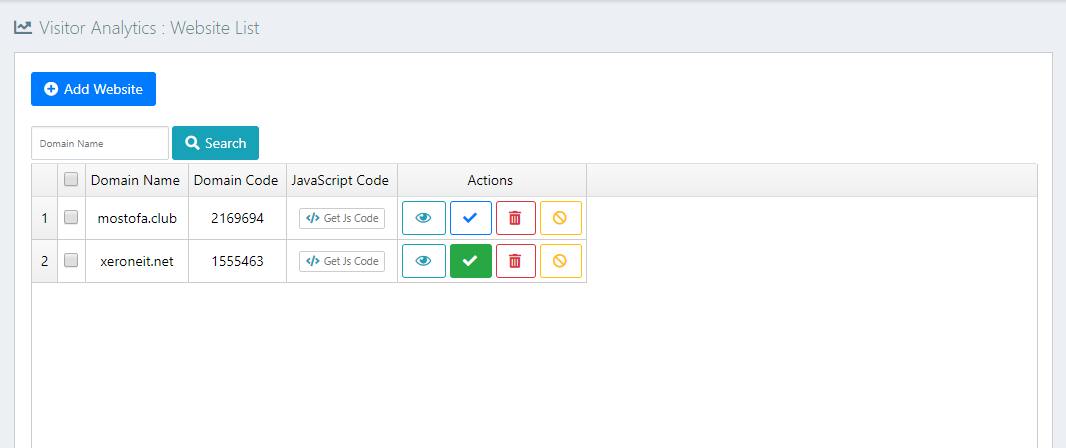 Visitor Analytics : Website List
Add Website
Domain Name
Search
Domain Name Domain Code JavaScript Code Actions
1 mostofa.club 2169694 Get Js Code
2 xeroneit.net 1555463 Get Js Code